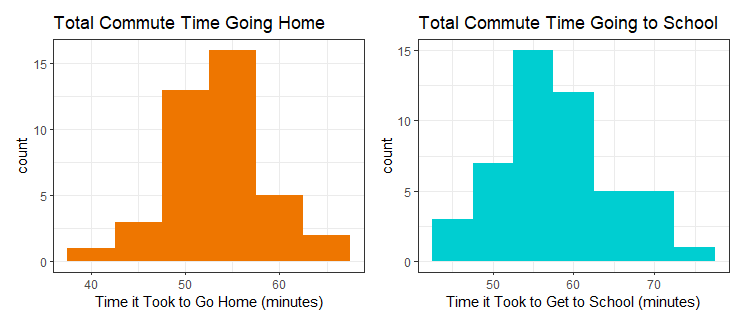 Total Commute Time Going Home
15
10
5
0
count
40 50 60
Time it Took to Go Home (minutes)
Total Commute Time Going to School
15
10
5
0
count
50 60 70
Time it Took to Get to School (minutes)